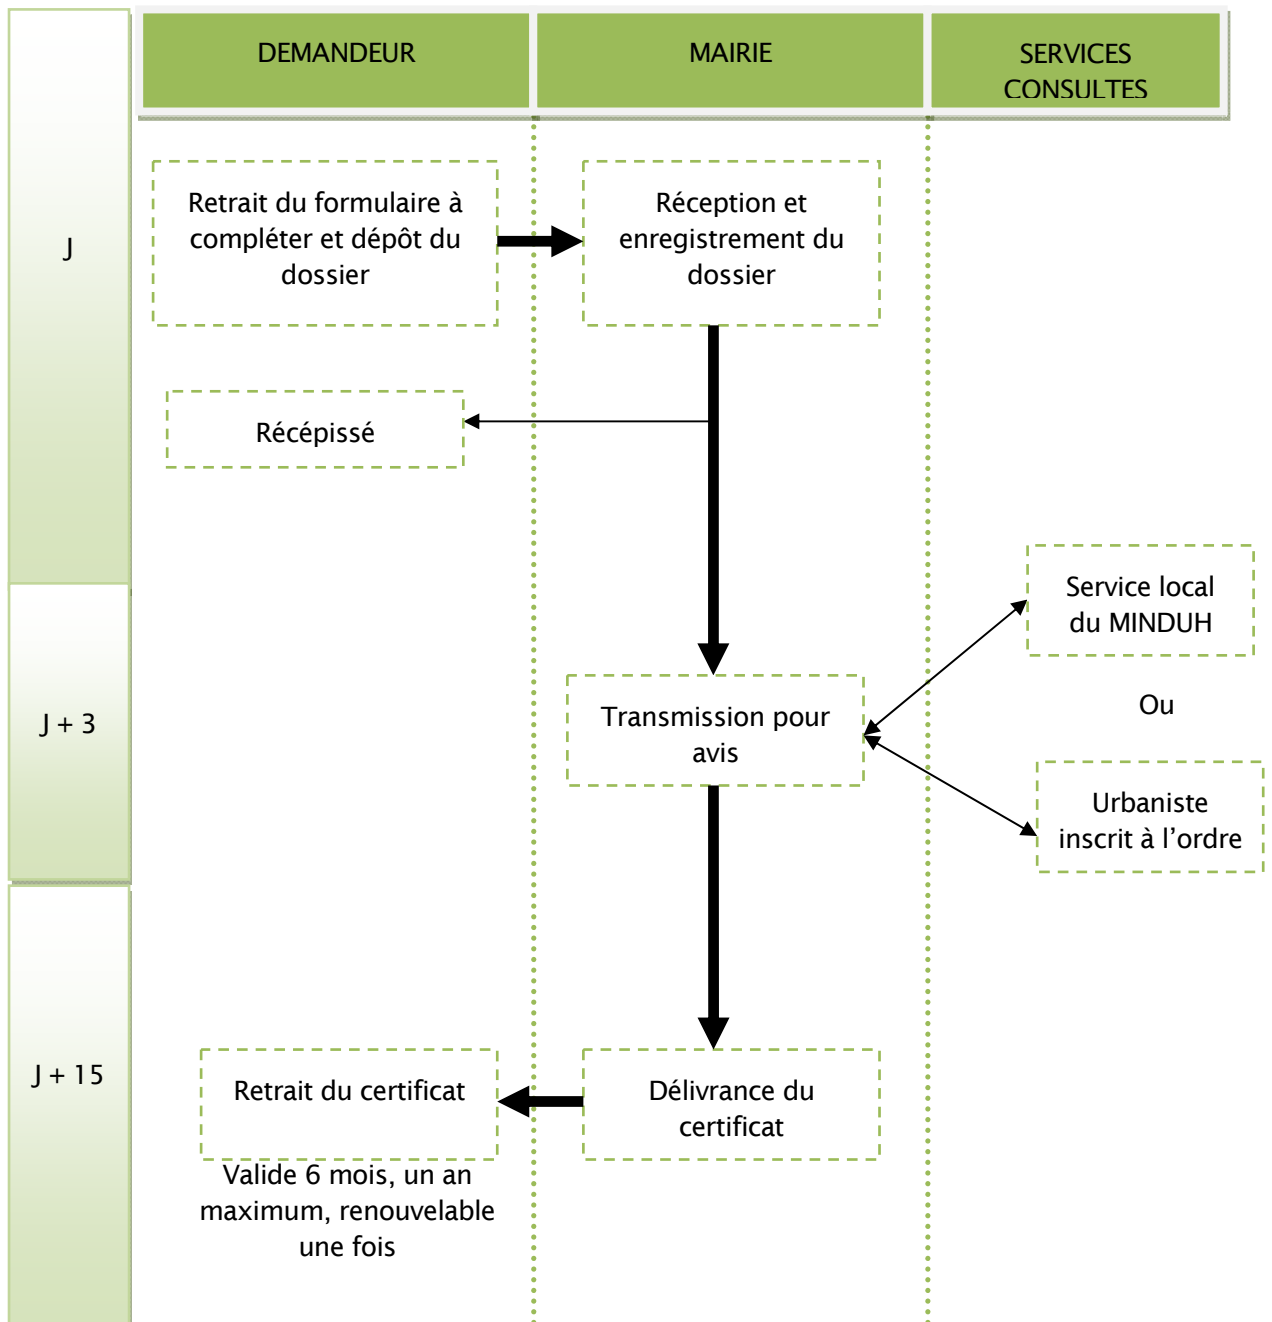 DEMANDEUR
MAIRIE
SERVICES
CONSULTES
J
Retrait du formulaire à
compléter et dépôt du
dossier
Réception et
enregistrement du
dossier
Récépissé
J + 3
Transmission pour
avis
Service local
du MINDUH
Ou
Urbaniste
inscrit à l’ordre
J + 15
Retrait du certificat
Valide 6 mois, un an
maximum, renouvelable
une fois
Délivrance du
certificat